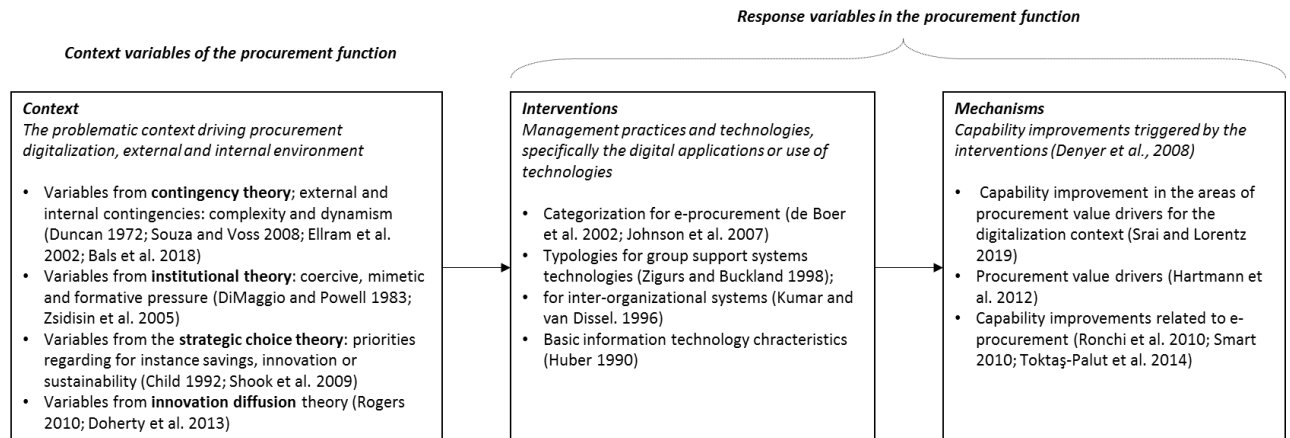 Response variables in the procurement function
Context variables of the procurement function
Context
The problematic context driving procurement
digitalization, external and internal environment
• Variables from contingency theory; external and
internal contingencies: complexity and dynamism
(Duncan 1972; Souza and Voss 2008; Ellram et al.
2002; Bals et al. 2018)
• Variables from institutional theory: coercive, mimetic
and formative pressure (DiMaggio and Powell 1983;
Zsidisin et al. 2005)
• Variables from the strategic choice theory: priorities
regarding for instance savings, innovation or
sustainability (Child 1992; Shook et al. 2009)
• Variables from innovation diffusion theory (Rogers
2010; Doherty et al. 2013)
Interventions
Management practices and technologies,
specifically the digital applications or use of
technologies
• Categorization for e-procurement (de Boer
et al. 2002; Johnson et al. 2007)
• Typologies for group support systems
technologies (Zigurs and Buckland 1998);
• for inter-organizational systems (Kumar and
van Dissel. 1996)
• Basic information technology chracteristics
(Huber 1990)
Mechanisms
Capability improvements triggered by the
interventions (Denyer et al., 2008)
• Capability improvement in the areas of
procurement value drivers for the
digitalization context (Srai and Lorentz
2019)
• Procurement value drivers (Hartmann
et al. 2012)
• Capability improvements related to e-
procurement (Ronchi et al. 2010; Smart
2010; Toktaş-Palut et al. 2014)